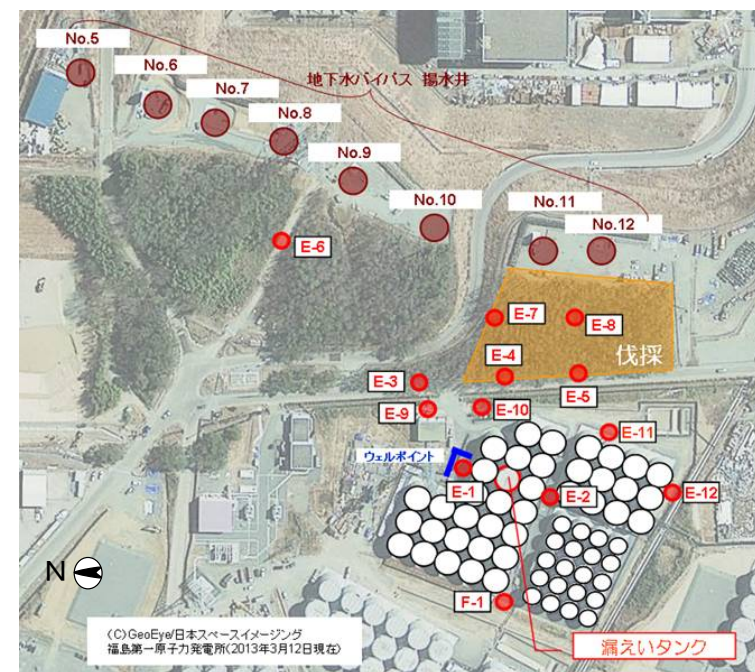 No.5
No.6
No.7
地下水バイパス 揚水井
No.8
No.9
No.10
No.11
No.12
E-6
E-7
E-8
伐採
E-4
E-3
E-5
E-9
E-10
E-11
ウェルポイント
E-1
E-2
E-12
N
F-1
(C)GeoEye/日本スペースイメージング
福島第一原子力発電所(2013年3月12日現在)
漏えいタンク